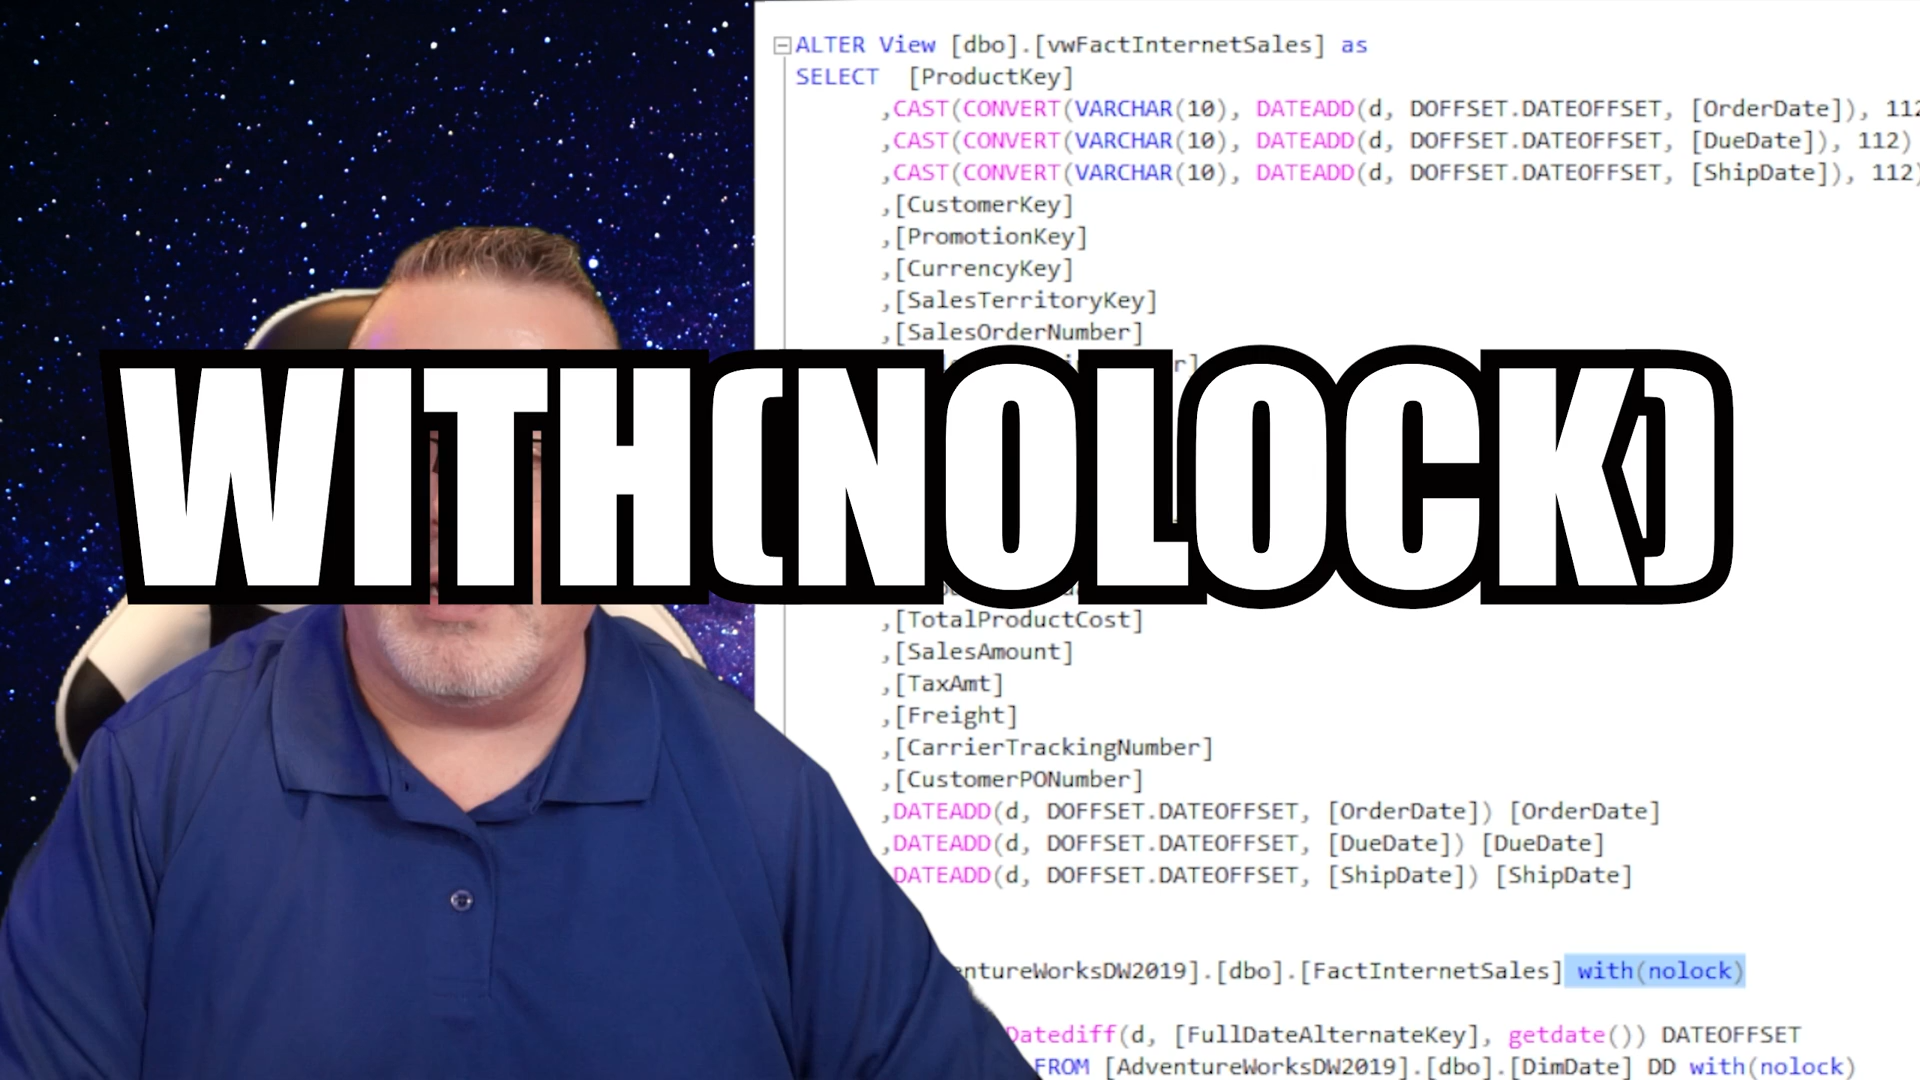 ALTER View [dbo].[vwFactInternetSales] as
SELECT [ProductKey]
,CAST(CONVERT(VARCHAR(10), DATEADD(d, DOFFSET.DATEOFFSET, [OrderDate]), 112
,CAST(CONVERT(VARCHAR(10), DATEADD(d, DOFFSET.DATEOFFSET, [DueDate]), 112)
,CAST(CONVERT(VARCHAR(10), DATEADD(d, DOFFSET.DATEOFFSET, [ShipDate]), 112)
,[CustomerKey]
,[PromotionKey]
,[CurrencyKey]
,[SalesTerritoryKey]
,[SalesOrderNumber]
WITH(NOLOCK)
,[TotalProductCost]
,[SalesAmount]
,[TaxAmt]
,[Freight]
,[CarrierTrackingNumber]
,[CustomerPONumber]
,DATEADD(d, DOFFSET.DATEOFFSET, [OrderDate]) [OrderDate]
,DATEADD(d, DOFFSET.DATEOFFSET, [DueDate]) [DueDate]
DATEADD(d, DOFFSET.DATEOFFSET, [ShipDate]) [ShipDate]
entureWorksDW2019].[dbo].[FactInternetSales] with(nolock)
Datediff(d, [FullDateAlternateKey], getdate()) DATEOFFSET
FROM [AdventureWorksDW2019].[dbo].[DimDate] DD with(nolock)